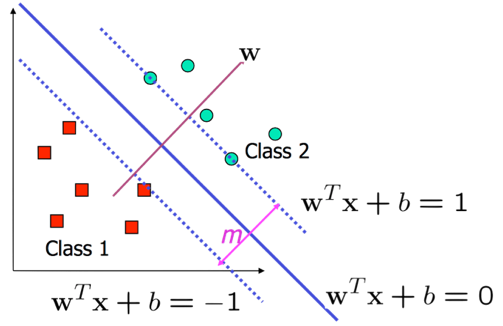 w
Class 2
wᵀx + b = 1
m
Class 1
wᵀx + b = −1
wᵀx + b = 0